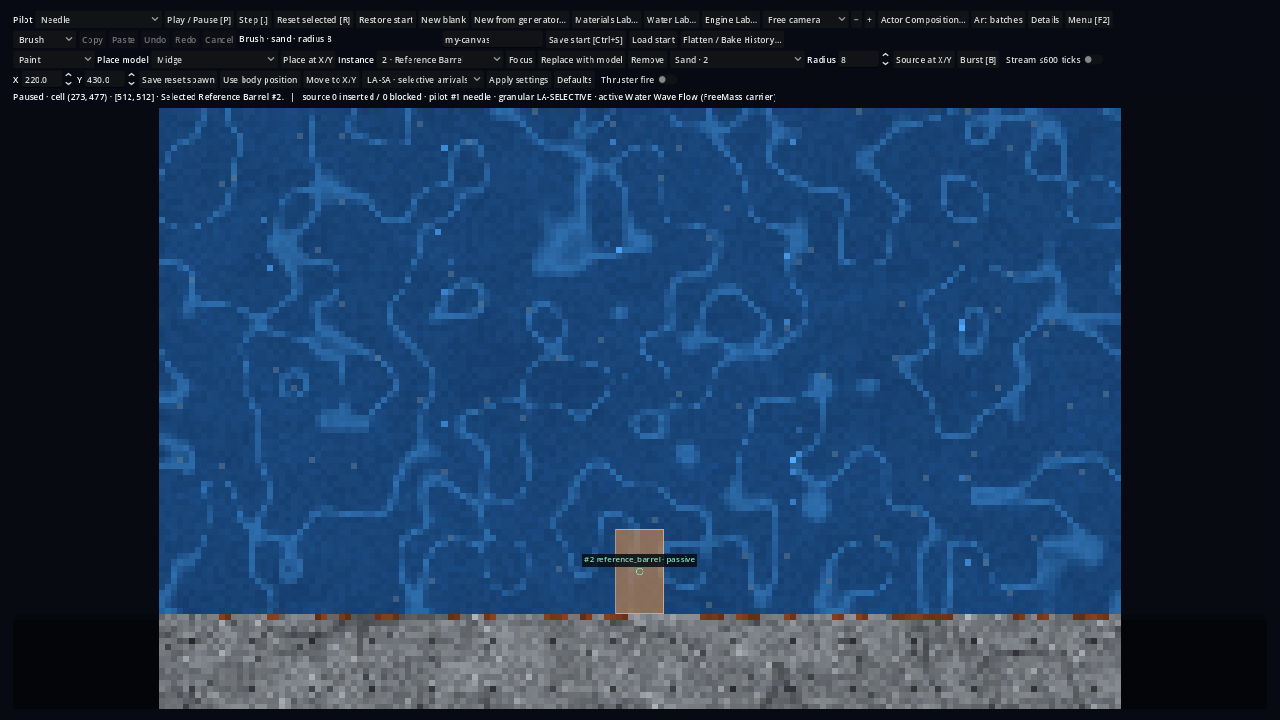 Pilot Needle Play / Pause [P] Step [.] Reset selected [R] Restore start New blank New from generator... Materials Lab... Water Lab... Engine Lab... Free camera − + Actor Composition... Art batches Details Menu [F2]
Brush Copy Paste Undo Redo Cancel Brush · sand · radius 8 my-canvas Save start [Ctrl+S] Load start Flatten / Bake History...
Paint Place model Midge Place at X/Y Instance 2 · Reference Barre Focus Replace with model Remove Sand · 2 Radius 8 Source at X/Y Burst [B] Stream ≤600 ticks
X 220.0 Y 430.0 Save resets pawn Use body position Move to X/Y LA-SA · selective arrivals Apply settings Defaults Thruster fire
Paused · cell (273, 477) · [512, 512] · Selected Reference Barrel #2. | source 0 inserted / 0 blocked · pilot #1 needle · granular LA-SELECTIVE · active Water Wave Flow (FreeMass carrier)
#2 reference_barrel · passive